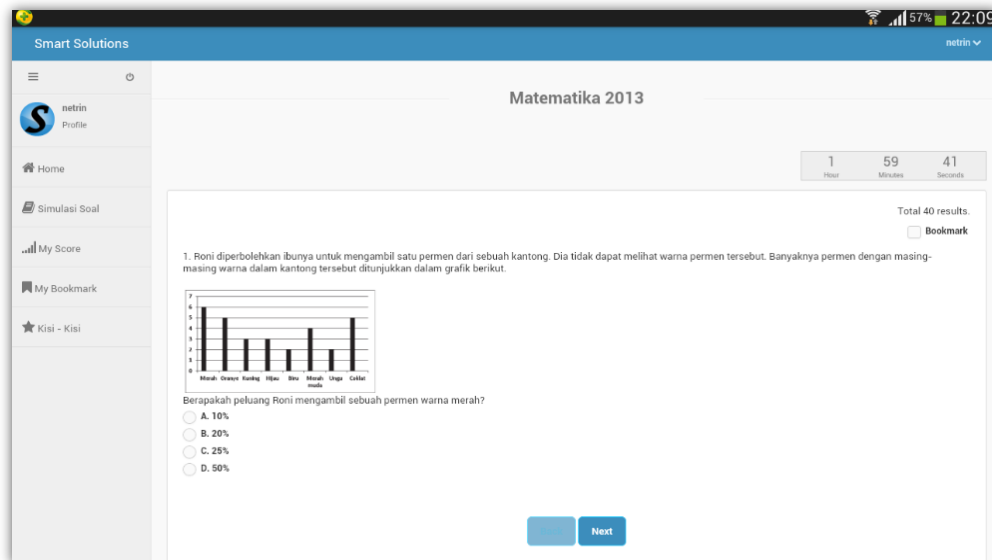 57% 22:09
Smart Solutions
netrin
netrin
Profile
Home
Simulasi Soal
My Score
My Bookmark
Kisi - Kisi
Matematika 2013
1 59 41
Hour Minutes Seconds
Total 40 results.
Bookmark
1. Roni diperbolehkan ibunya untuk mengambil satu permen dari sebuah kantong. Dia tidak dapat melihat warna permen tersebut. Banyaknya permen dengan masing-
masing warna dalam kantong tersebut ditunjukkan dalam grafik berikut.
7
6
5
4
3
2
1
0
Merah Oranye Kuning Hijau Biru Merah Ungu Coklat
muda
Berapakah peluang Roni mengambil sebuah permen warna merah?
A. 10%
B. 20%
C. 25%
D. 50%
Next